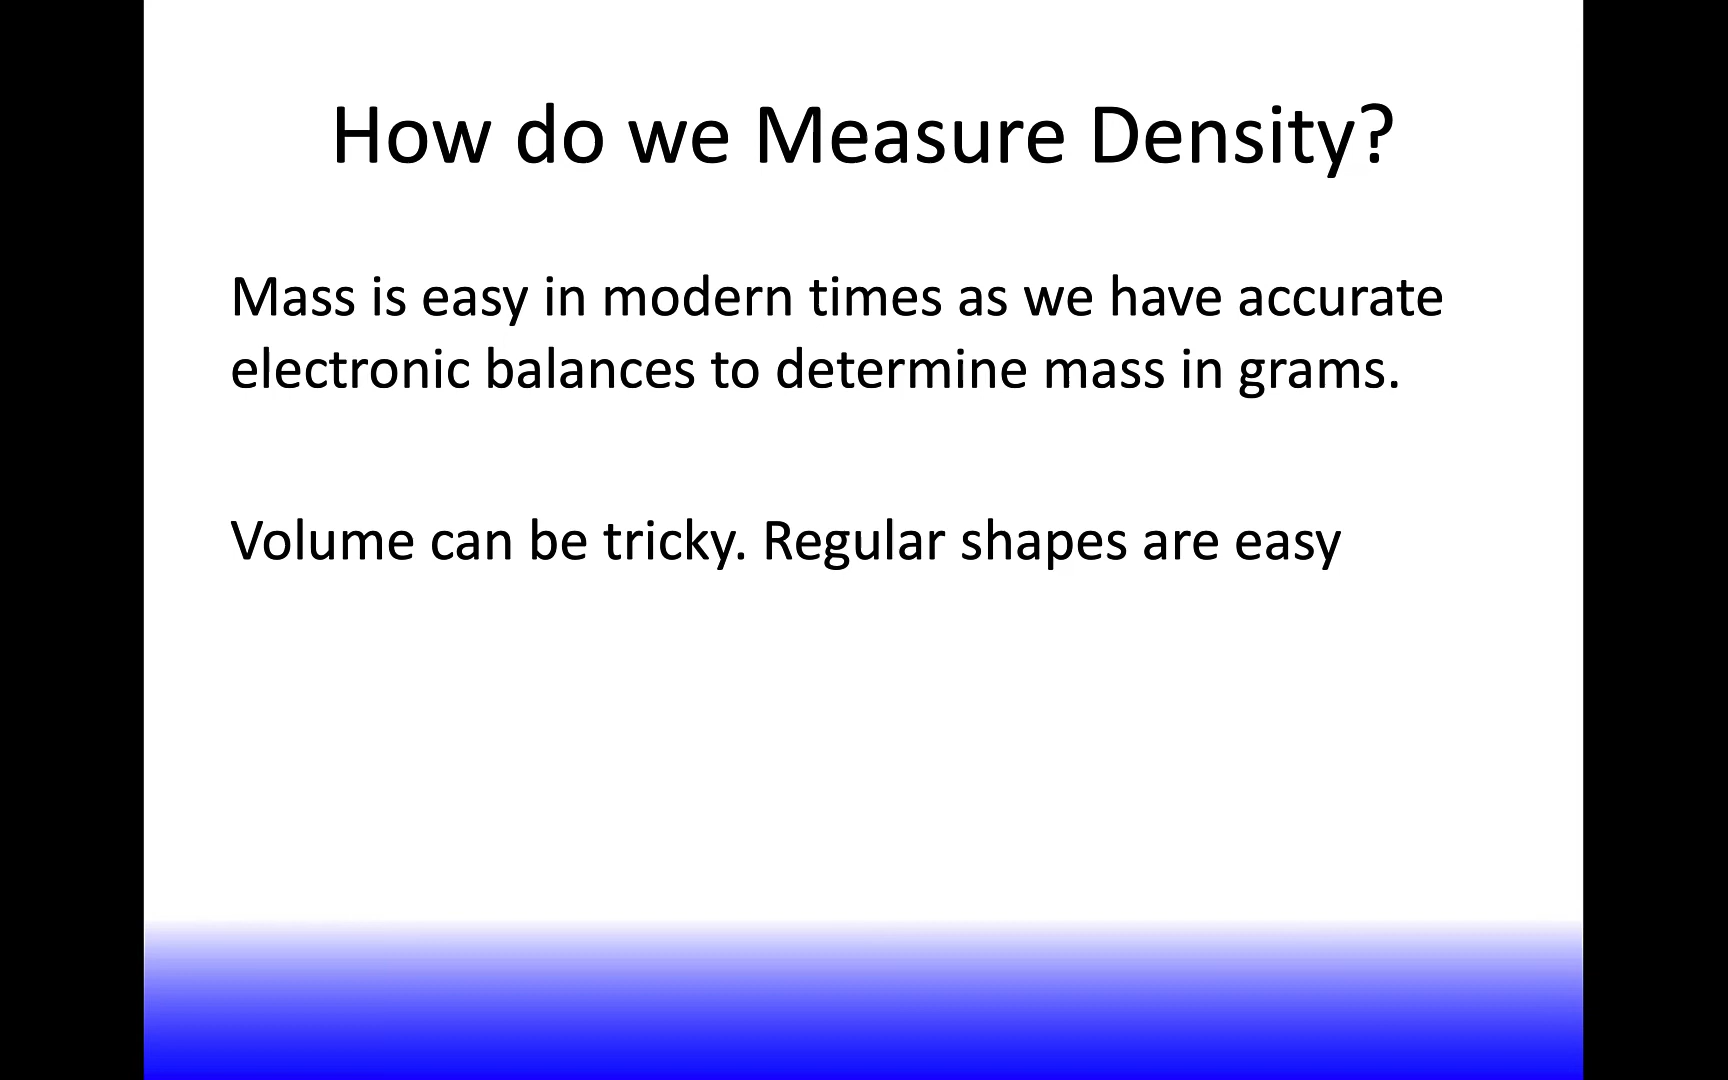 How do we Measure Density?
Mass is easy in modern times as we have accurate
electronic balances to determine mass in grams.
Volume can be tricky. Regular shapes are easy